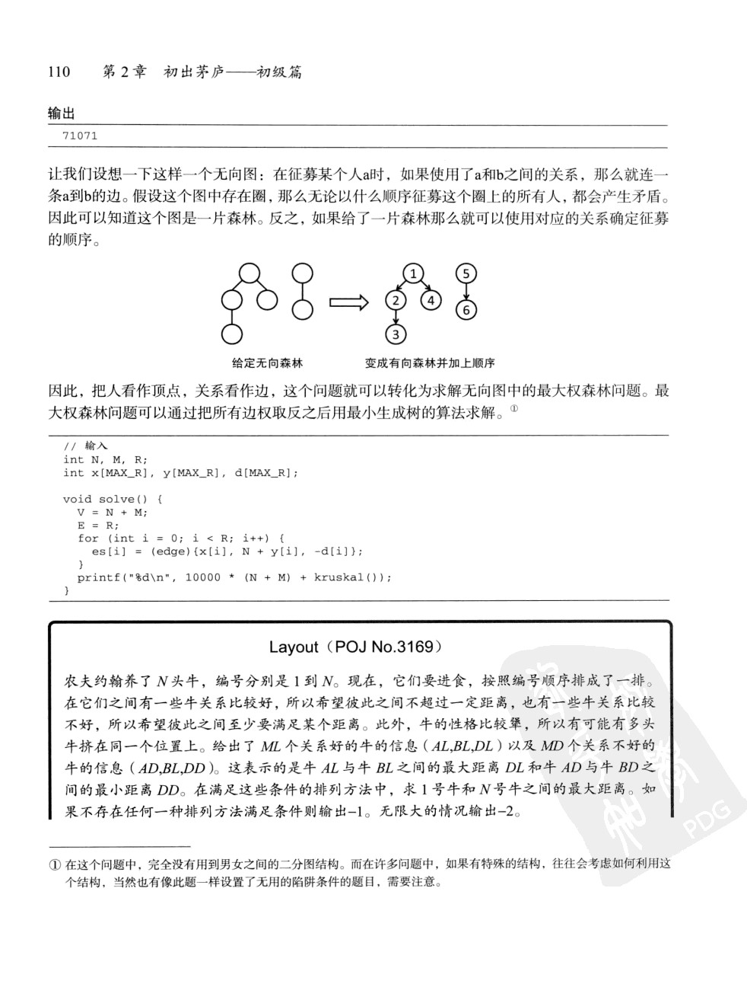 110 第 2 章 初出茅庐——初级篇
输出
71071
让我们设想一下这样一个无向图：在征募某个人a时，如果使用了a和b之间的关系，那么就连一
条a到b的边。假设这个图中存在圈，那么无论以什么顺序征募这个圈上的所有人，都会产生矛盾。
因此可以知道这个图是一片森林。反之，如果给了一片森林那么就可以使用对应的关系确定征募
的顺序。
1 5
2 4 6
3
给定无向森林 变成有向森林并加上顺序
因此，把人看作顶点，关系看作边，这个问题就可以转化为求解无向图中的最大权森林问题。最
大权森林问题可以通过把所有边权取反之后用最小生成树的算法求解。①
// 输入
int N, M, R;
int x[MAX_R], y[MAX_R], d[MAX_R];
void solve() {
V = N + M;
E = R;
for (int i = 0; i < R; i++) {
es[i] = (edge){x[i], N + y[i], -d[i]};
}
printf("%d\n", 10000 * (N + M) + kruskal());
}
Layout（POJ No.3169）
农夫约翰养了 N 头牛，编号分别是 1 到 N。现在，它们要进食，按照编号顺序排成了一排。
在它们之间有一些牛关系比较好，所以希望彼此之间不超过一定距离，也有一些牛关系比较
不好，所以希望彼此之间至少要满足某个距离。此外，牛的性格比较犟，所以有可能有多头
牛挤在同一个位置上。给出了 ML 个关系好的牛的信息（AL,BL,DL）以及 MD 个关系不好的
牛的信息（AD,BL,DD）。这表示的是牛 AL 与牛 BL 之间的最大距离 DL 和牛 AD 与牛 BD 之
间的最小距离 DD。在满足这些条件的排列方法中，求 1 号牛和 N 号牛之间的最大距离。如
果不存在任何一种排列方法满足条件则输出–1。无限大的情况输出–2。
PDG
① 在这个问题中，完全没有用到男女之间的二分图结构。而在许多问题中，如果有特殊的结构，往往会考虑如何利用这
个结构，当然也有像此题一样设置了无用的陷阱条件的题目，需要注意。